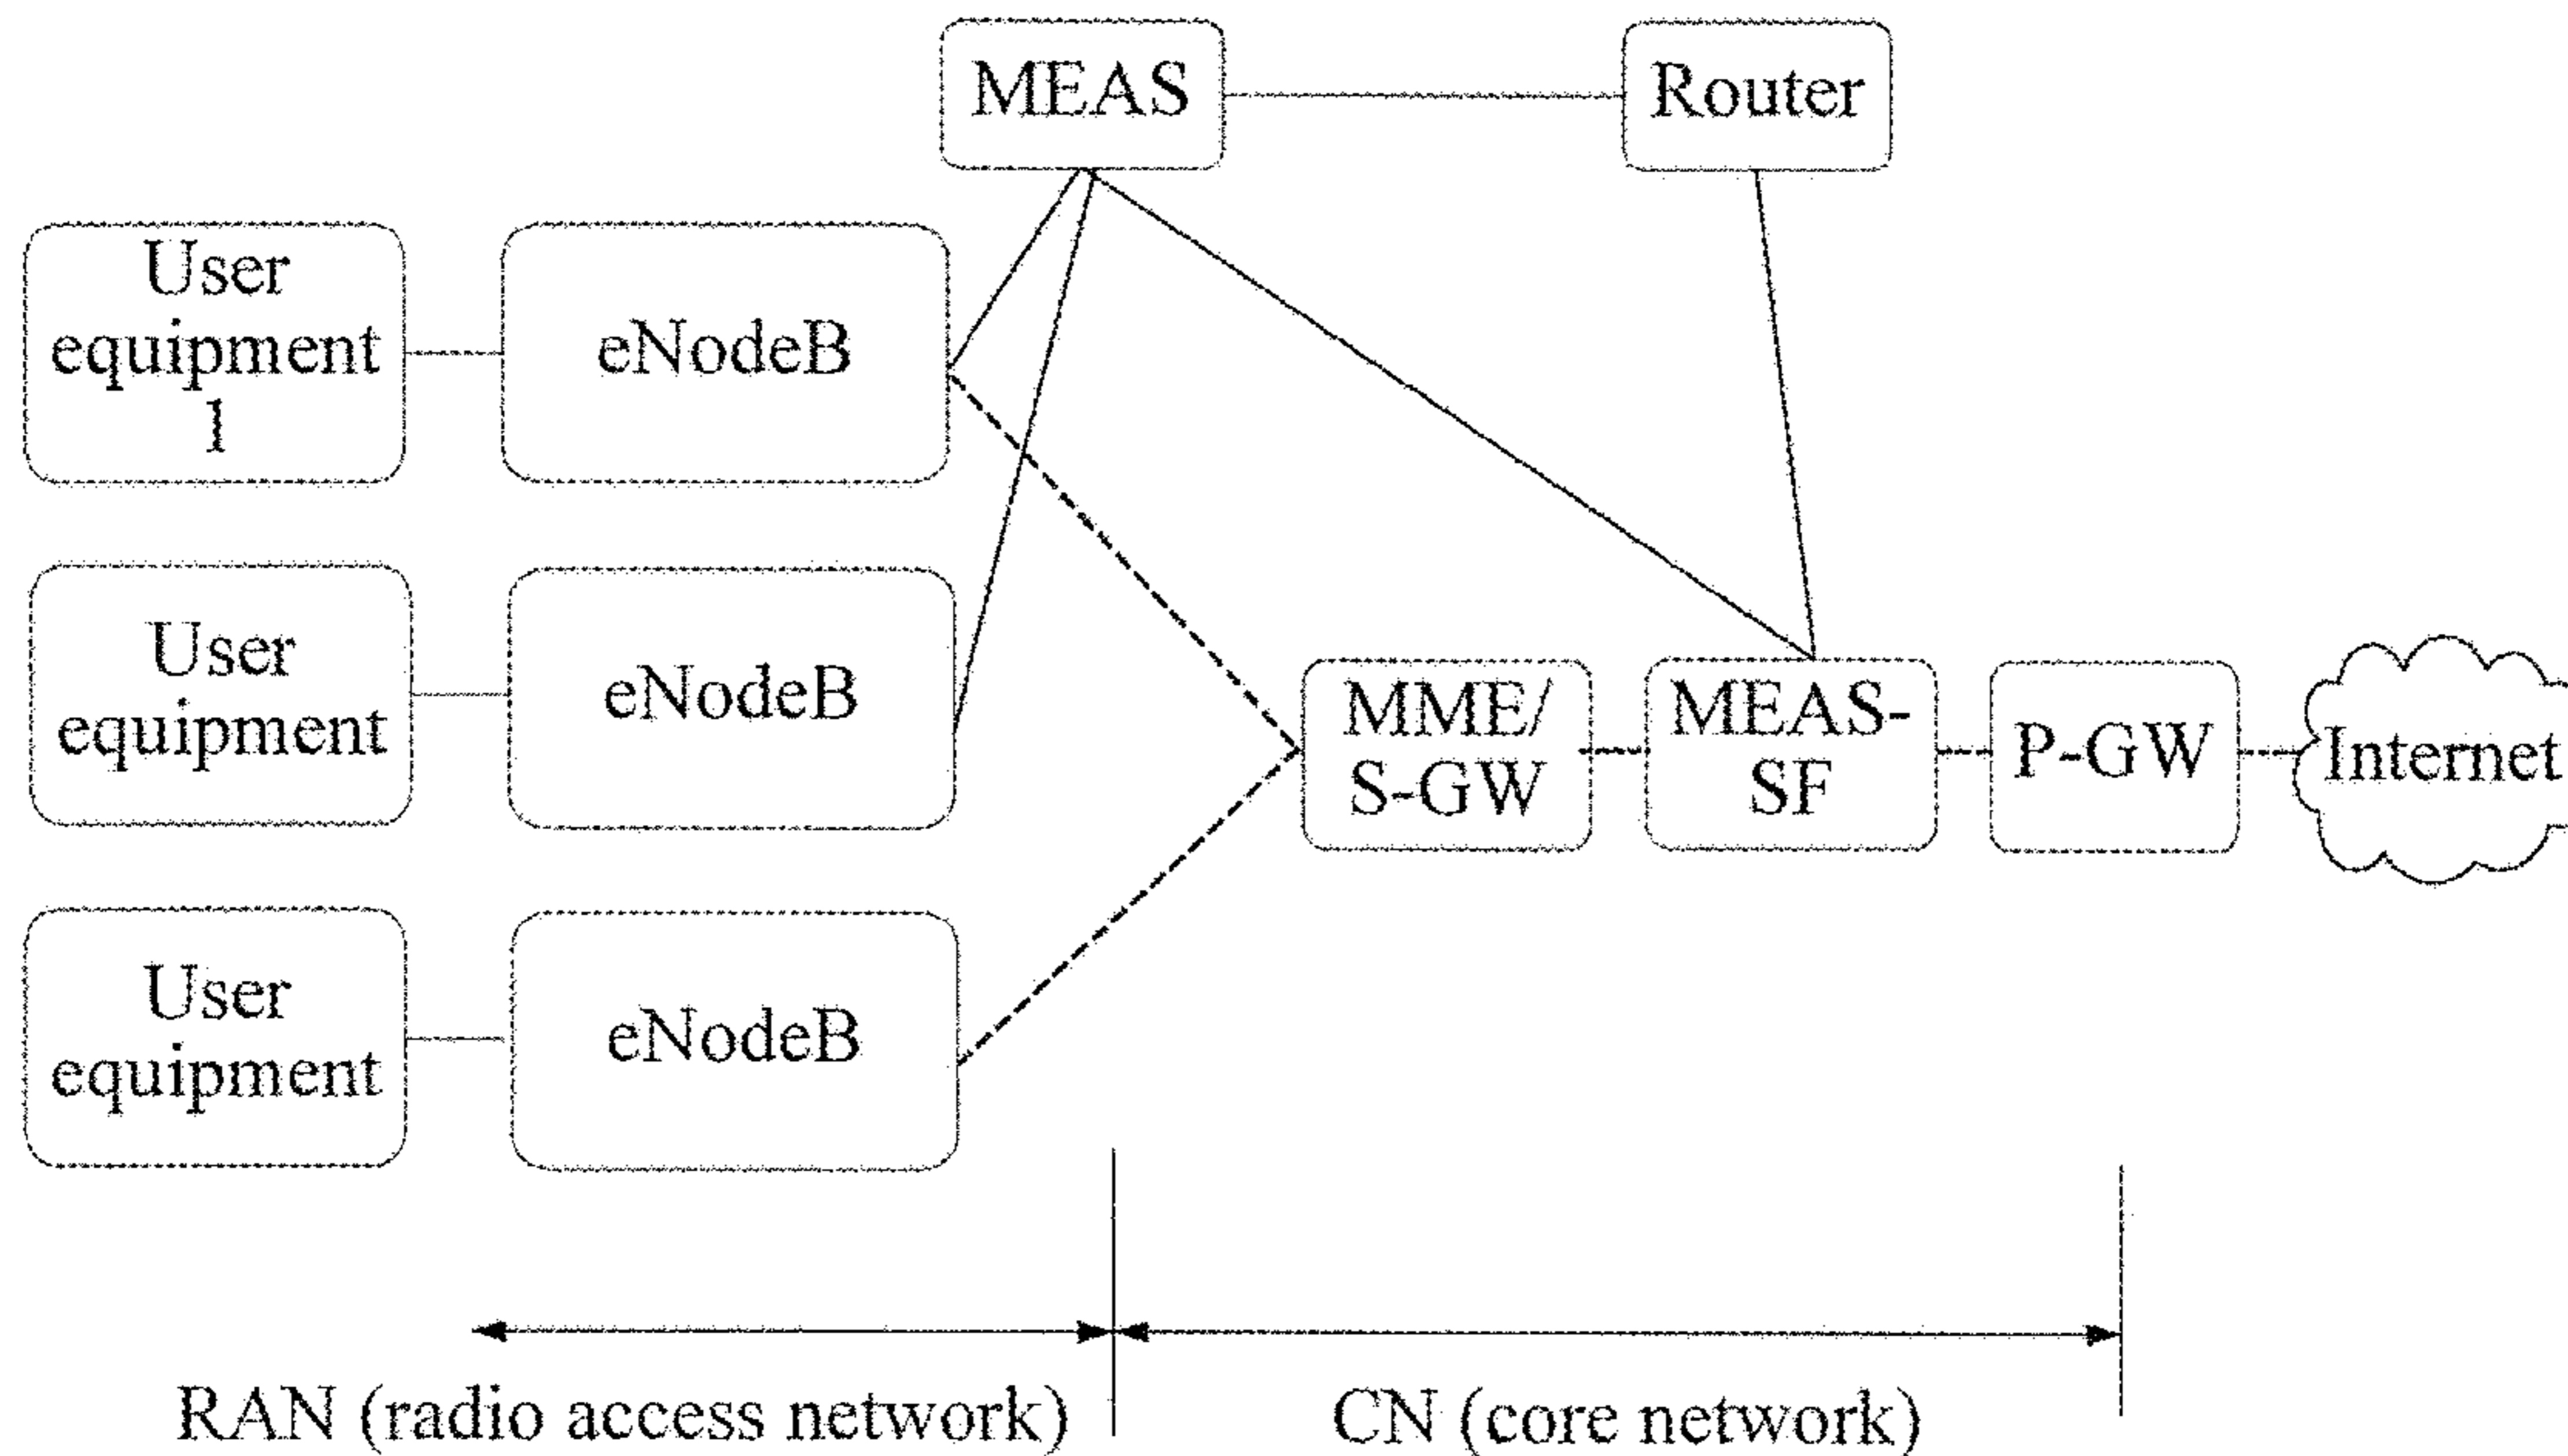 MEAS
Router
User
equipment
1
eNodeB
User
equipment
eNodeB
MME/
S-GW
MEAS-
SF
P-GW
Internet
User
equipment
eNodeB
RAN (radio access network)
CN (core network)